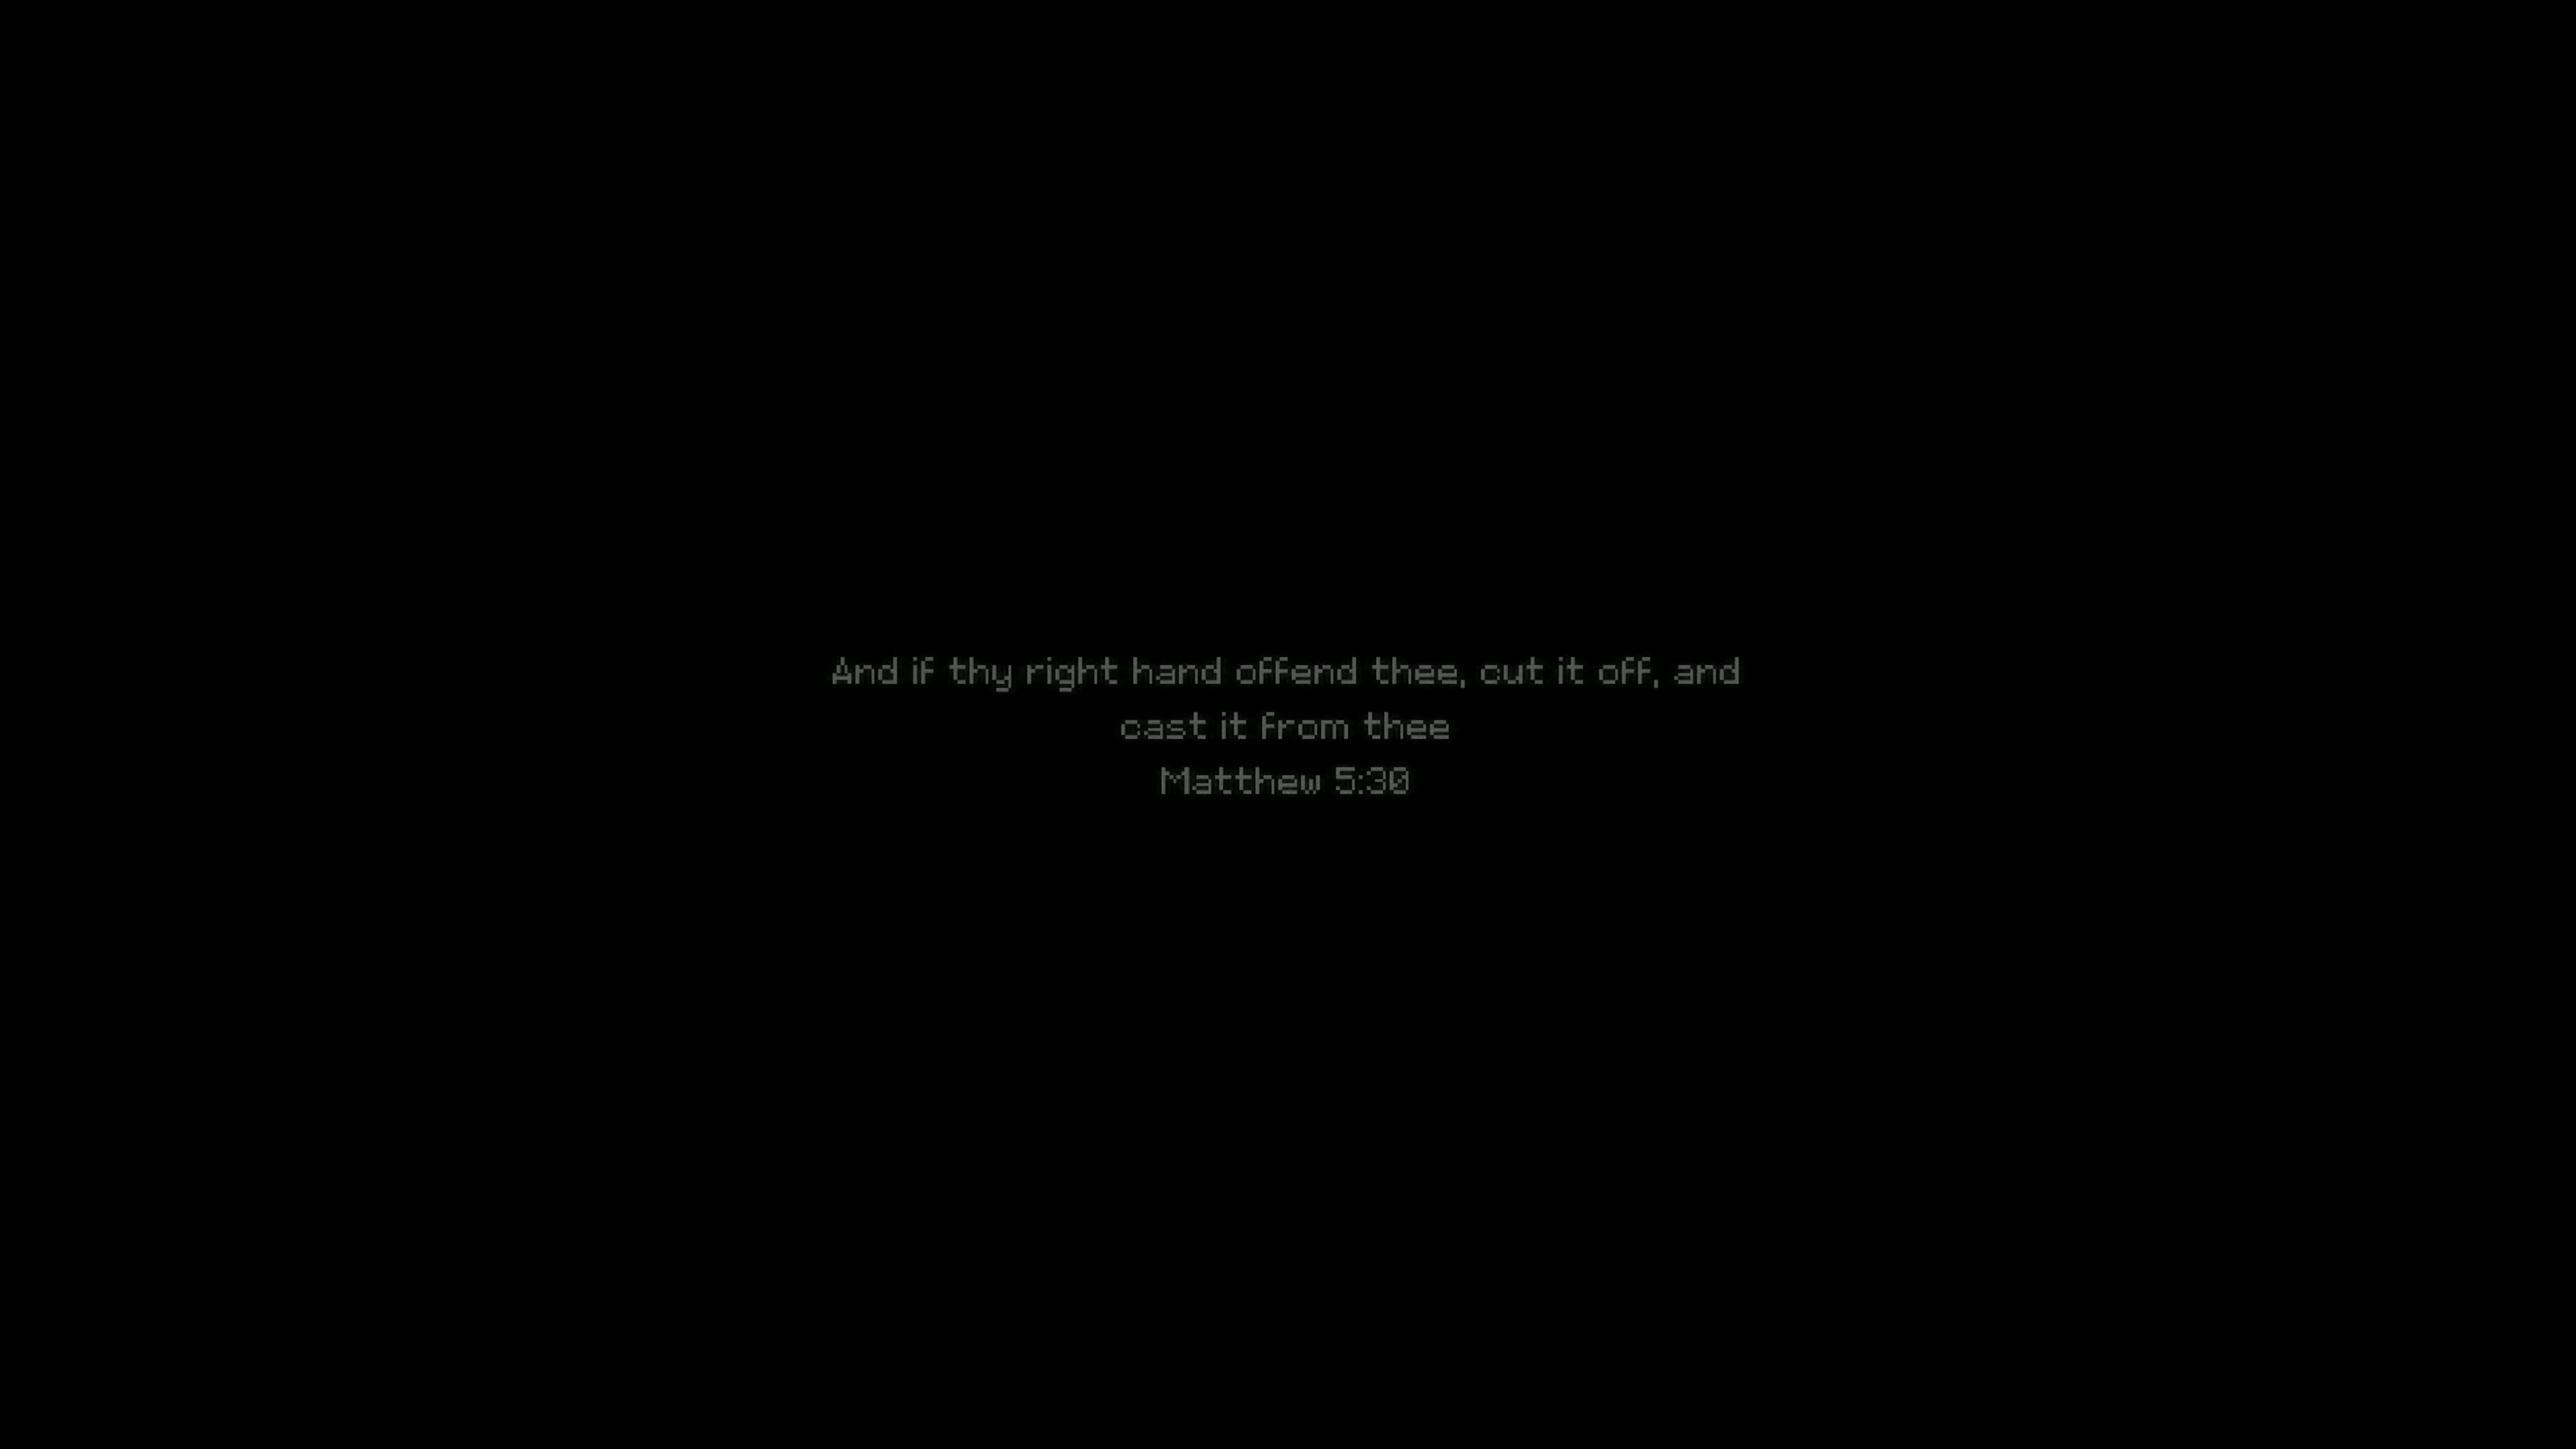 And if thy right hand offend thee, cut it off, and
cast it from thee
Matthew 5:30